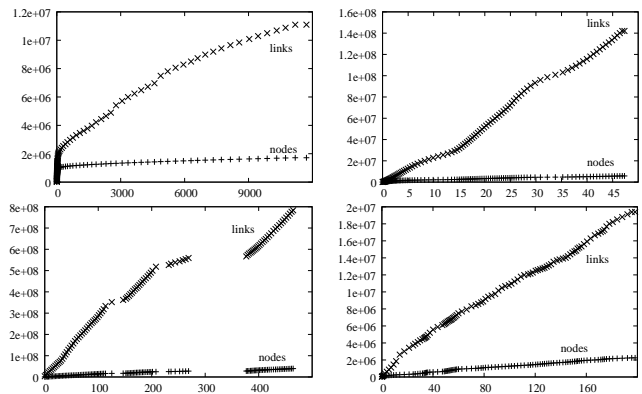 1.2e+07
1e+07
8e+06
6e+06
4e+06
2e+06
0
0
3000
6000
9000
links
nodes
1.6e+08
1.4e+08
1.2e+08
1e+08
8e+07
6e+07
4e+07
2e+07
0
0
5
10
15
20
25
30
35
40
45
links
nodes
8e+08
7e+08
6e+08
5e+08
4e+08
3e+08
2e+08
1e+08
0
0
100
200
300
400
links
nodes
2e+07
1.8e+07
1.6e+07
1.4e+07
1.2e+07
1e+07
8e+06
6e+06
4e+06
2e+06
0
0
40
80
120
160
links
nodes